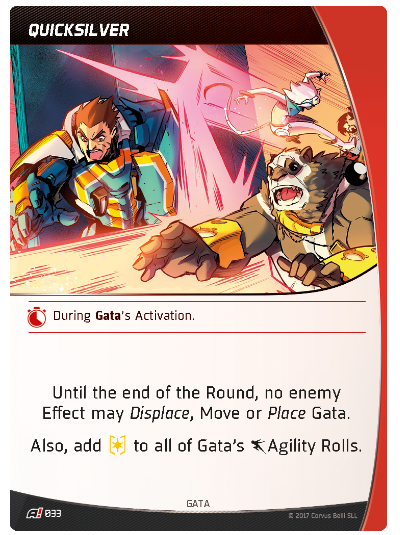 QUICKSILVER
During Gata's Activation.
Until the end of the Round, no enemy
Effect may Displace, Move or Place Gata.
Also, add to all of Gata's Agility Rolls.
GATA
A! 033
© 2017 Corvus Belli SLL